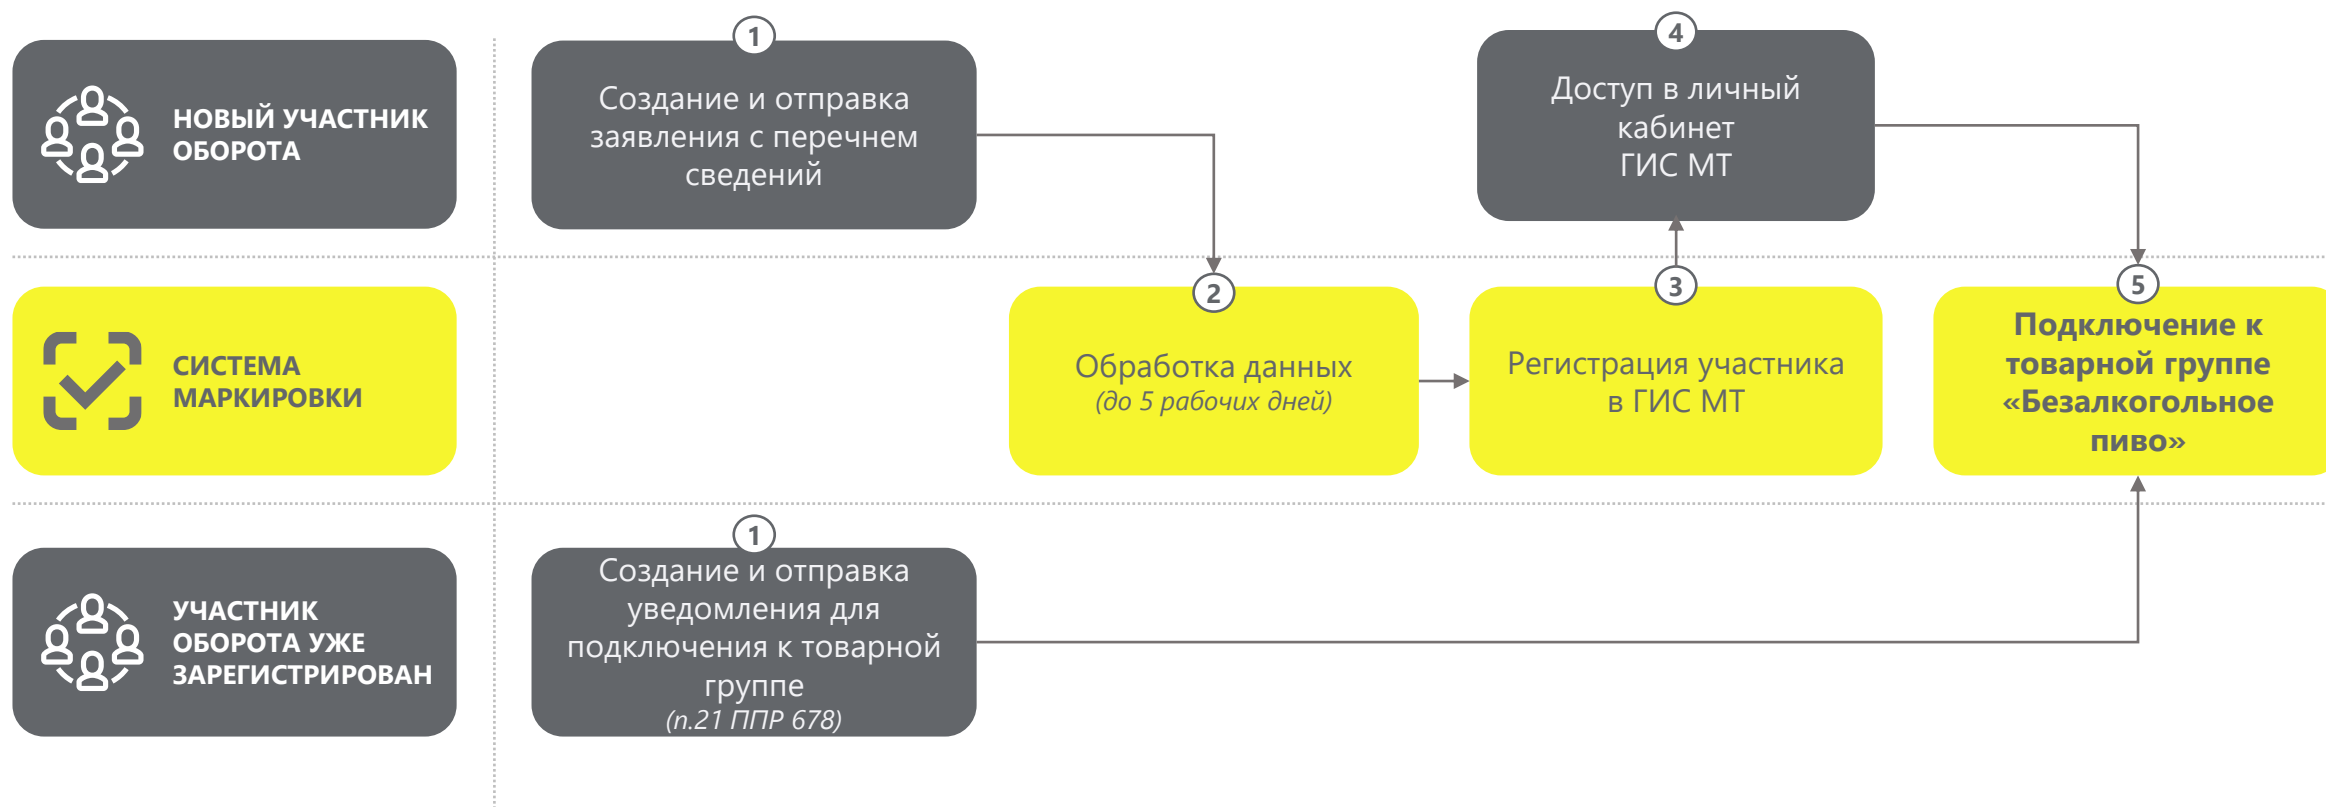 НОВЫЙ УЧАСТНИК
ОБОРОТА
1
Создание и отправка
заявления с перечнем
сведений
4
Доступ в личный
кабинет
ГИС МТ
СИСТЕМА
МАРКИРОВКИ
2
Обработка данных
(до 5 рабочих дней)
3
Регистрация участника
в ГИС МТ
5
Подключение к
товарной группе
«Безалкогольное
пиво»
УЧАСТНИК
ОБОРОТА УЖЕ
ЗАРЕГИСТРИРОВАН
1
Создание и отправка
уведомления для
подключения к товарной
группе
(п.21 ППР 678)